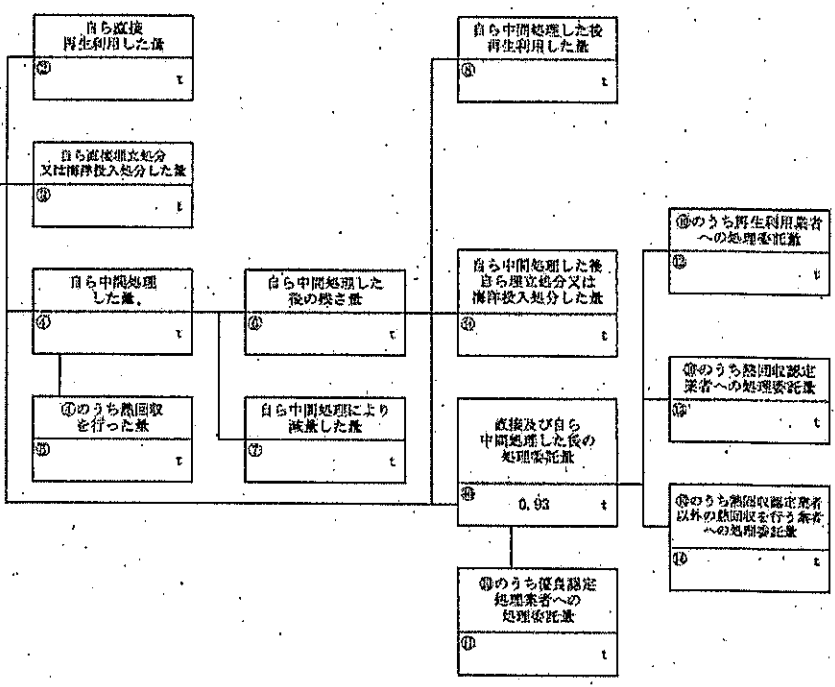 自ら直接
再生利用した量
②
t
自ら中間処理した後
再生利用した量
⑧
t
自ら直接埋立処分
又は海洋投入処分した量
③
t
⑩のうち再生利用業者
への処理委託量
⑫
t
自ら中間処理
した量
④
t
自ら中間処理した
後の残さ量
⑥
t
自ら中間処理した後
自ら埋立処分又は
海洋投入処分した量
⑨
t
⑩のうち熱回収認定
業者への処理委託量
⑬
t
④のうち熱回収
を行った量
⑤
t
自ら中間処理により
減量した量
⑦
t
直接及び自ら
中間処理した後の
処理委託量
⑩
0.93 t
⑩のうち熱回収認定業者
以外の熱回収を行う業者
への処理委託量
⑭
t
⑩のうち優良認定
処理業者への
処理委託量
⑪
t